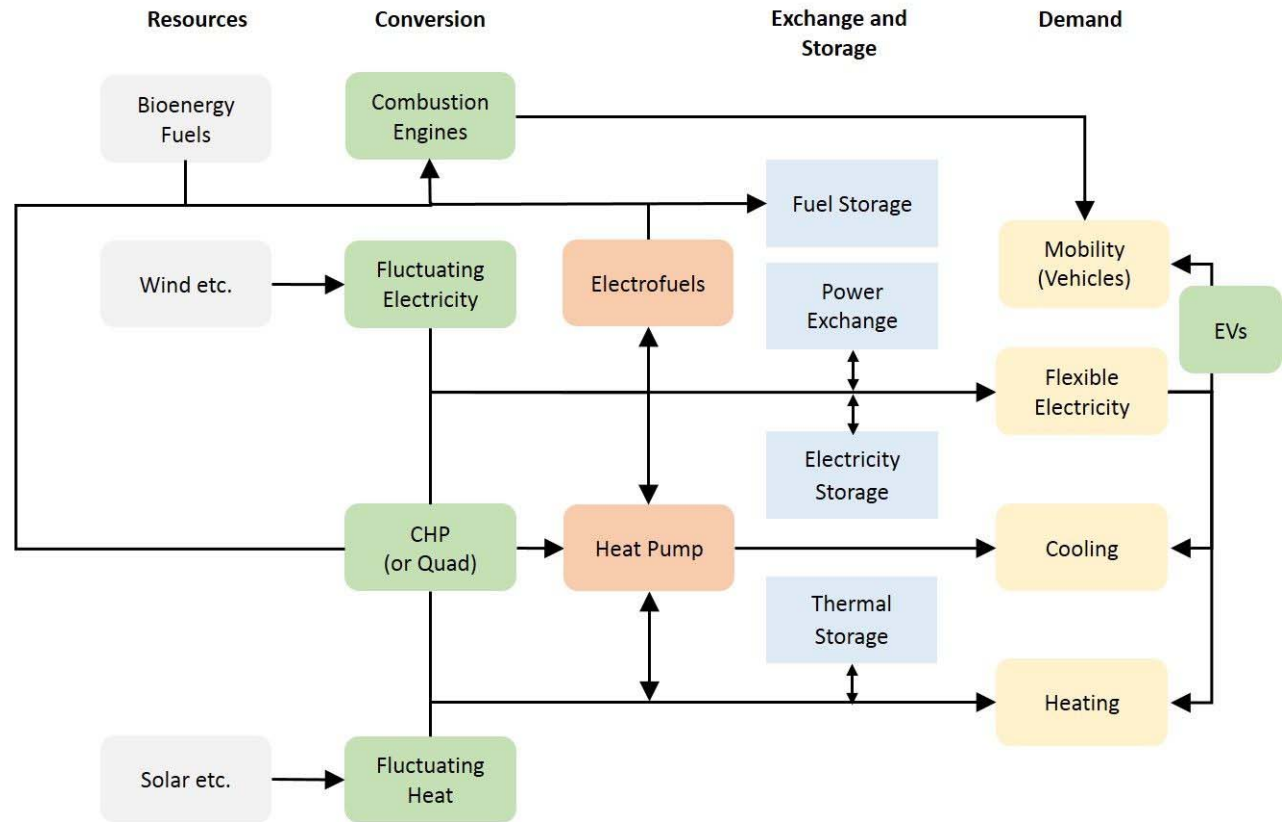 Resources
Conversion
Exchange and
Storage
Demand
Bioenergy
Fuels
Combustion
Engines
Fuel Storage
Mobility
(Vehicles)
Wind etc.
Fluctuating
Electricity
Electrofuels
Power
Exchange
EVs
Flexible
Electricity
Electricity
Storage
CHP
(or Quad)
Heat Pump
Cooling
Thermal
Storage
Heating
Solar etc.
Fluctuating
Heat